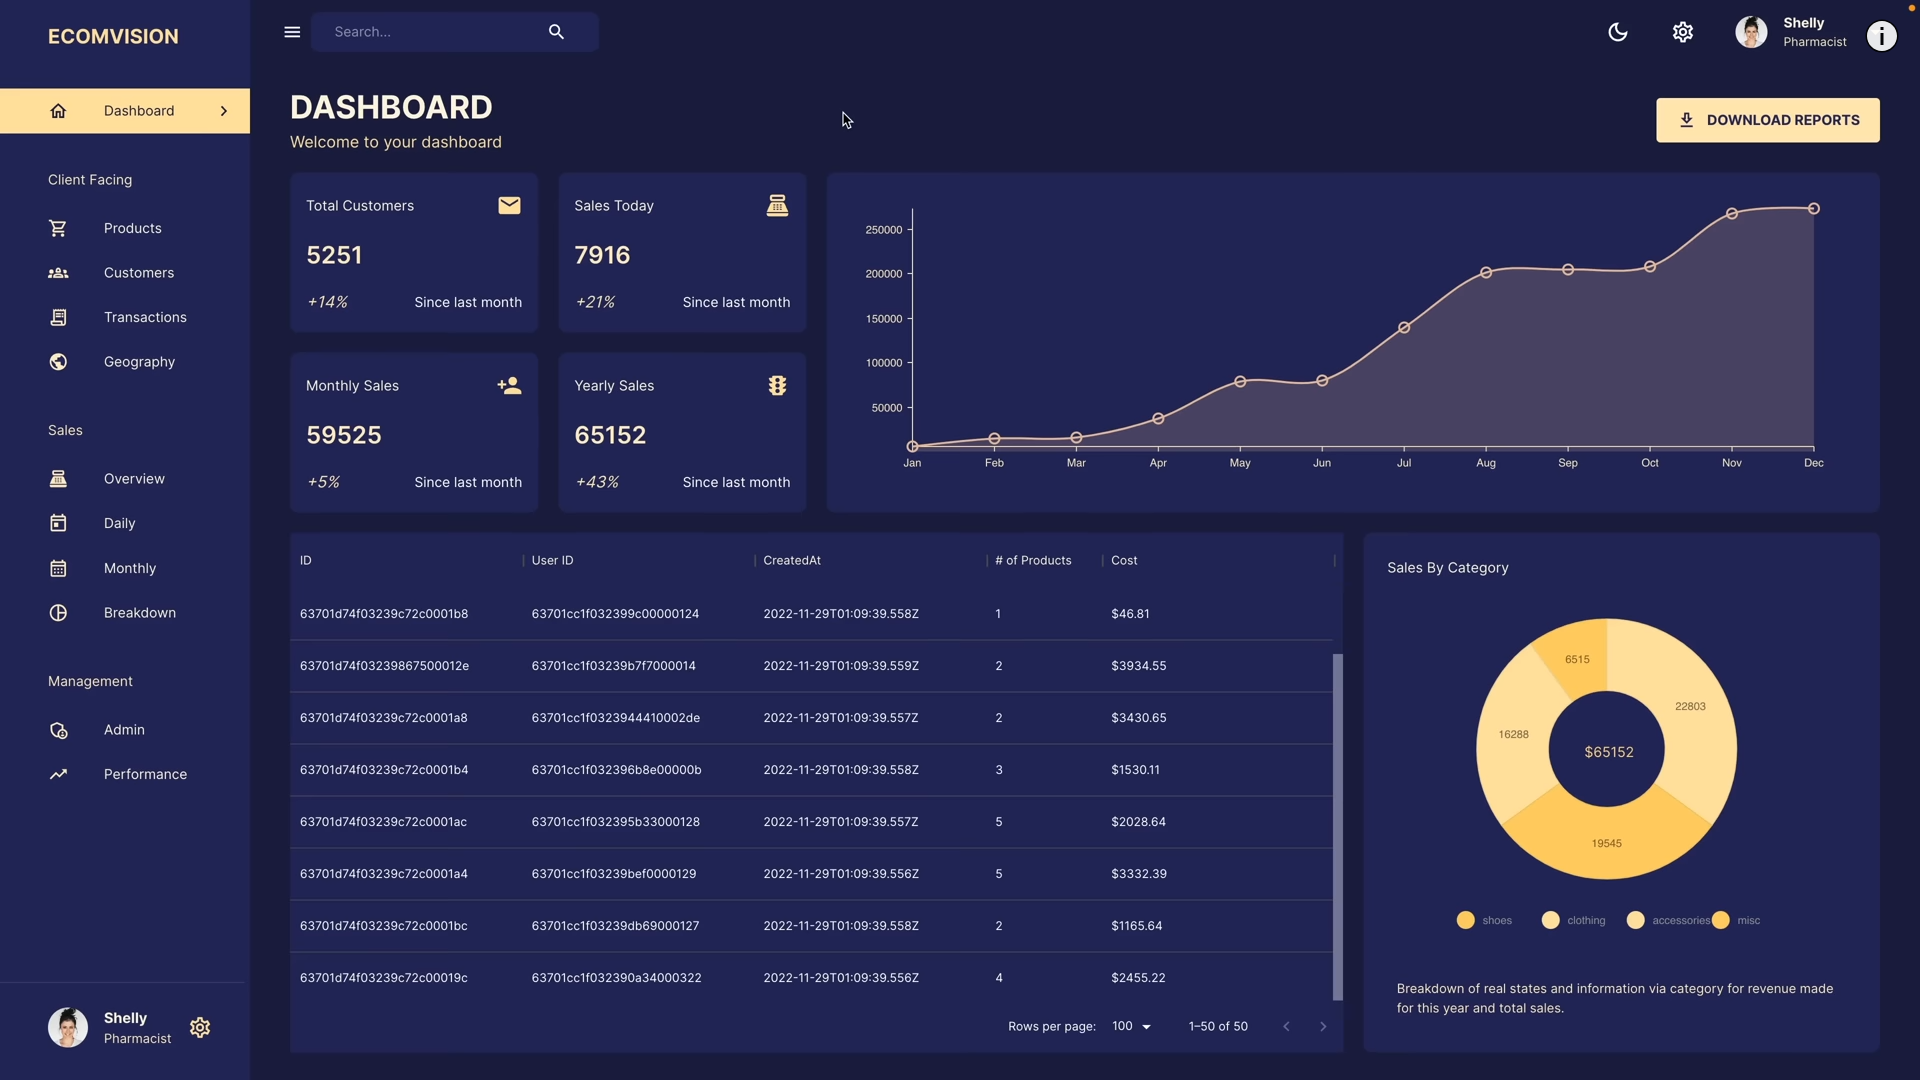 ECOMVISION
Search...
Shelly
Pharmacist
i
Dashboard
Client Facing
Products
Customers
Transactions
Geography
Sales
Overview
Daily
Monthly
Breakdown
Management
Admin
Performance
Shelly
Pharmacist
DASHBOARD
Welcome to your dashboard
DOWNLOAD REPORTS
Total Customers
5251
+14% Since last month
Sales Today
7916
+21% Since last month
Monthly Sales
59525
+5% Since last month
Yearly Sales
65152
+43% Since last month
250000
200000
150000
100000
50000
Jan Feb Mar Apr May Jun Jul Aug Sep Oct Nov Dec
ID User ID CreatedAt # of Products Cost
63701d74f03239c72c0001b8 63701cc1f032399c00000124 2022-11-29T01:09:39.558Z 1 $46.81
63701d74f03239867500012e 63701cc1f03239b7f7000014 2022-11-29T01:09:39.559Z 2 $3934.55
63701d74f03239c72c0001a8 63701cc1f0323944410002de 2022-11-29T01:09:39.557Z 2 $3430.65
63701d74f03239c72c0001b4 63701cc1f032396b8e00000b 2022-11-29T01:09:39.558Z 3 $1530.11
63701d74f03239c72c0001ac 63701cc1f032395b33000128 2022-11-29T01:09:39.557Z 5 $2028.64
63701d74f03239c72c0001a4 63701cc1f03239bef0000129 2022-11-29T01:09:39.556Z 5 $3332.39
63701d74f03239c72c0001bc 63701cc1f03239db69000127 2022-11-29T01:09:39.558Z 2 $1165.64
63701d74f03239c72c00019c 63701cc1f032390a34000322 2022-11-29T01:09:39.556Z 4 $2455.22
Rows per page: 100 1–50 of 50
Sales By Category
6515
22803
16288
$65152
19545
shoes clothing accessories misc
Breakdown of real states and information via category for revenue made
for this year and total sales.